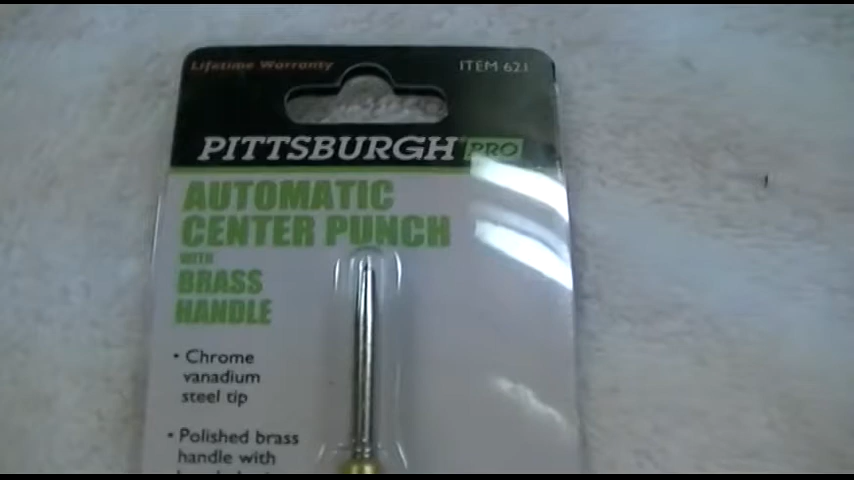 Lifetime Warranty
ITEM 621
PITTSBURGH PRO
AUTOMATIC
CENTER PUNCH
WITH
BRASS
HANDLE
• Chrome
vanadium
steel tip
• Polished brass
handle with